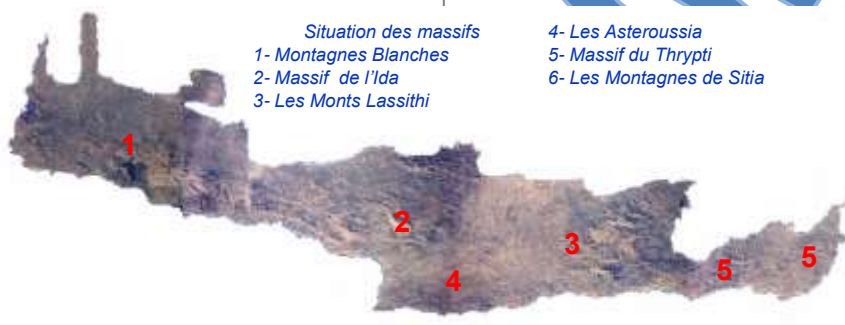 Situation des massifs
1- Montagnes Blanches
2- Massif de l'Ida
3- Les Monts Lassithi
4- Les Asteroussia
5- Massif du Thrypti
6- Les Montagnes de Sitia
1
2
3
4
5
5